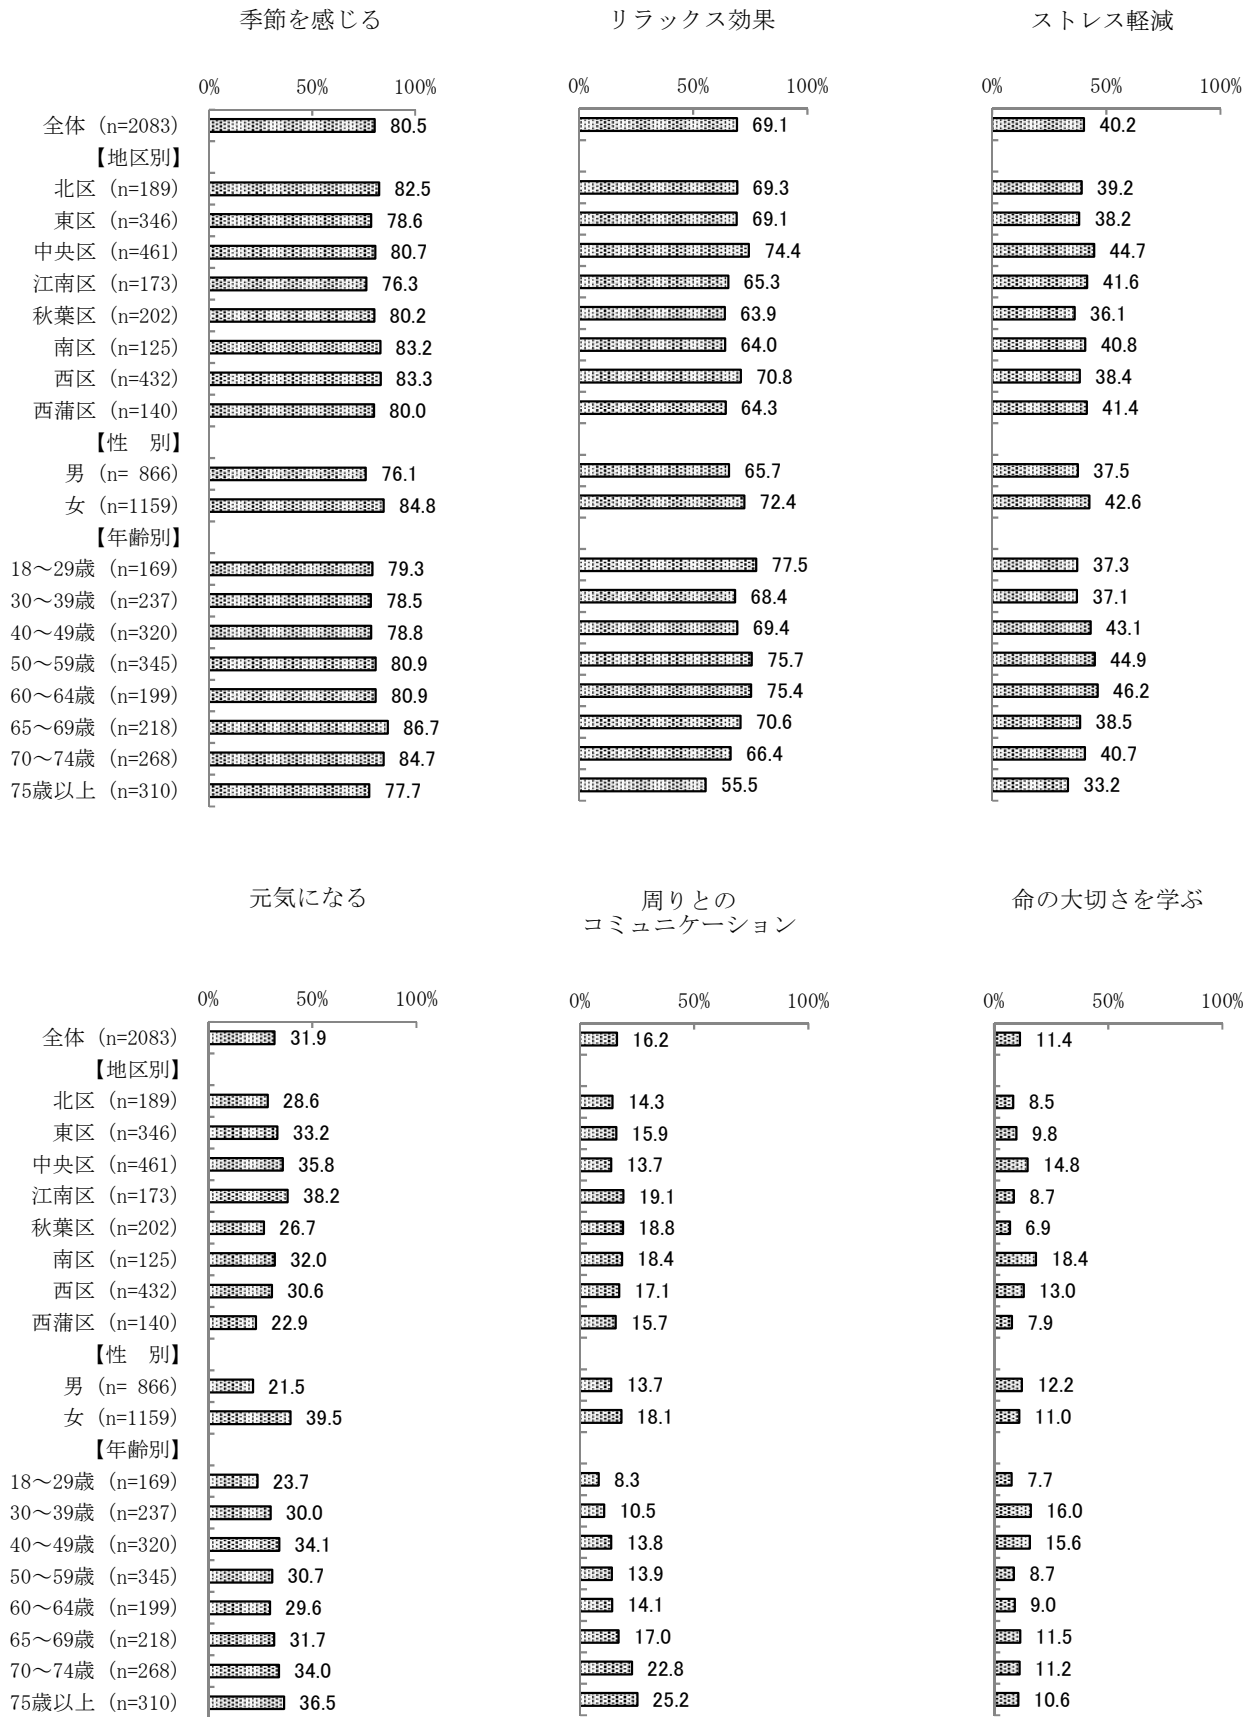 季節を感じる リラックス効果 ストレス軽減
0% 50% 100% 0% 50% 100% 0% 50% 100%
全体 (n=2083) 80.5 69.1 40.2
【地区別】
北区 (n=189) 82.5 69.3 39.2
東区 (n=346) 78.6 69.1 38.2
中央区 (n=461) 80.7 74.4 44.7
江南区 (n=173) 76.3 65.3 41.6
秋葉区 (n=202) 80.2 63.9 36.1
南区 (n=125) 83.2 64.0 40.8
西区 (n=432) 83.3 70.8 38.4
西蒲区 (n=140) 80.0 64.3 41.4
【性　別】
男 (n= 866) 76.1 65.7 37.5
女 (n=1159) 84.8 72.4 42.6
【年齢別】
18～29歳 (n=169) 79.3 77.5 37.3
30～39歳 (n=237) 78.5 68.4 37.1
40～49歳 (n=320) 78.8 69.4 43.1
50～59歳 (n=345) 80.9 75.7 44.9
60～64歳 (n=199) 80.9 75.4 46.2
65～69歳 (n=218) 86.7 70.6 38.5
70～74歳 (n=268) 84.7 66.4 40.7
75歳以上 (n=310) 77.7 55.5 33.2
元気になる 周りとの 命の大切さを学ぶ
コミュニケーション
0% 50% 100% 0% 50% 100% 0% 50% 100%
全体 (n=2083) 31.9 16.2 11.4
【地区別】
北区 (n=189) 28.6 14.3 8.5
東区 (n=346) 33.2 15.9 9.8
中央区 (n=461) 35.8 13.7 14.8
江南区 (n=173) 38.2 19.1 8.7
秋葉区 (n=202) 26.7 18.8 6.9
南区 (n=125) 32.0 18.4 18.4
西区 (n=432) 30.6 17.1 13.0
西蒲区 (n=140) 22.9 15.7 7.9
【性　別】
男 (n= 866) 21.5 13.7 12.2
女 (n=1159) 39.5 18.1 11.0
【年齢別】
18～29歳 (n=169) 23.7 8.3 7.7
30～39歳 (n=237) 30.0 10.5 16.0
40～49歳 (n=320) 34.1 13.8 15.6
50～59歳 (n=345) 30.7 13.9 8.7
60～64歳 (n=199) 29.6 14.1 9.0
65～69歳 (n=218) 31.7 17.0 11.5
70～74歳 (n=268) 34.0 22.8 11.2
75歳以上 (n=310) 36.5 25.2 10.6